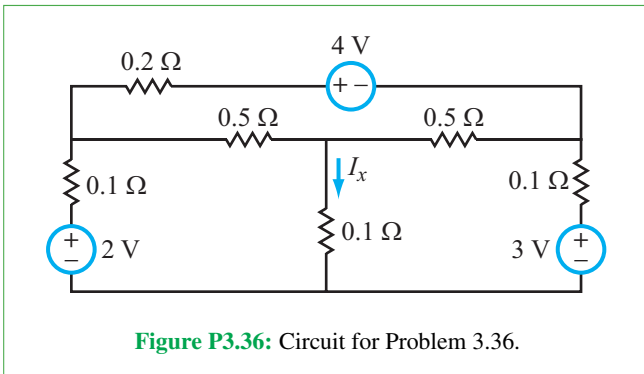 4 V
0.2 Ω
+ −
0.5 Ω
0.5 Ω
0.1 Ω
Ix
0.1 Ω
0.1 Ω
+
−
2 V
3 V
+
−
Figure P3.36: Circuit for Problem 3.36.